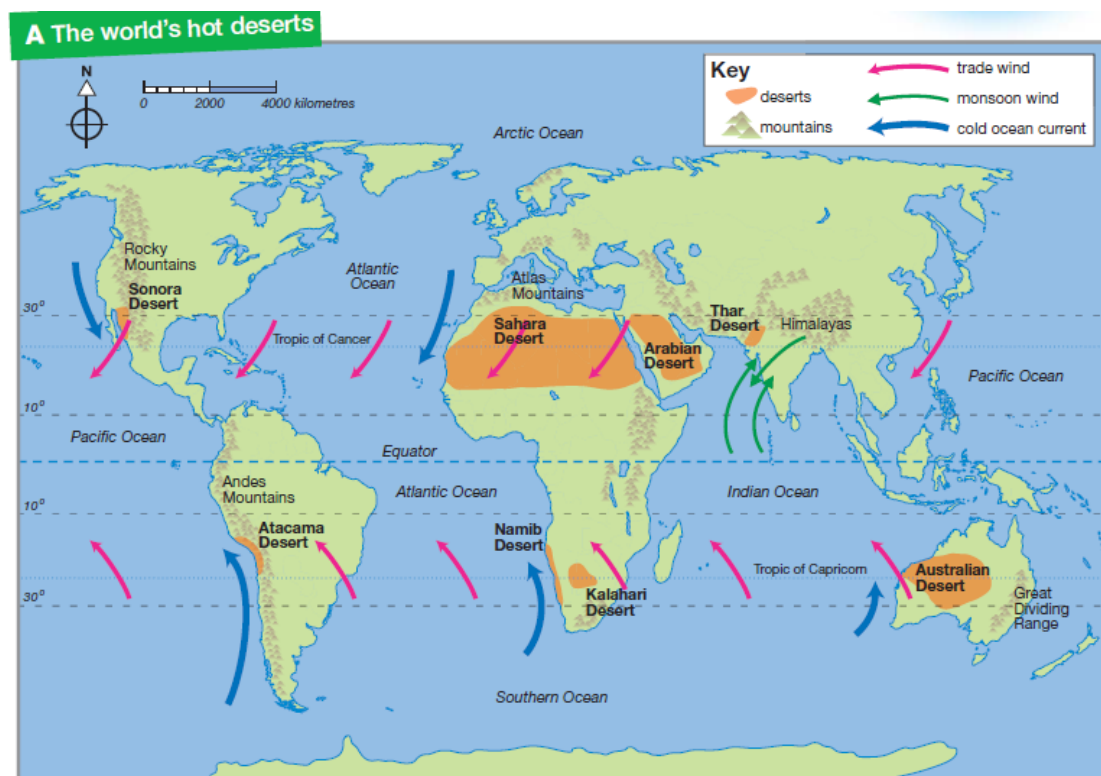 A The world's hot deserts
N
0 2000 4000 kilometres
Key
deserts
mountains
trade wind
monsoon wind
cold ocean current
Arctic Ocean
Rocky
Mountains
Sonora
Desert
Atlantic
Ocean
Atlas
Mountains
30°
Tropic of Cancer
Sahara
Desert
Arabian
Desert
Thar
Desert
Himalayas
Pacific Ocean
10°
Pacific Ocean
Equator
Andes
Mountains
Atlantic Ocean
Indian Ocean
10°
Atacama
Desert
Namib
Desert
Kalahari
Desert
Tropic of Capricorn
Australian
Desert
Great
Dividing
Range
30°
Southern Ocean